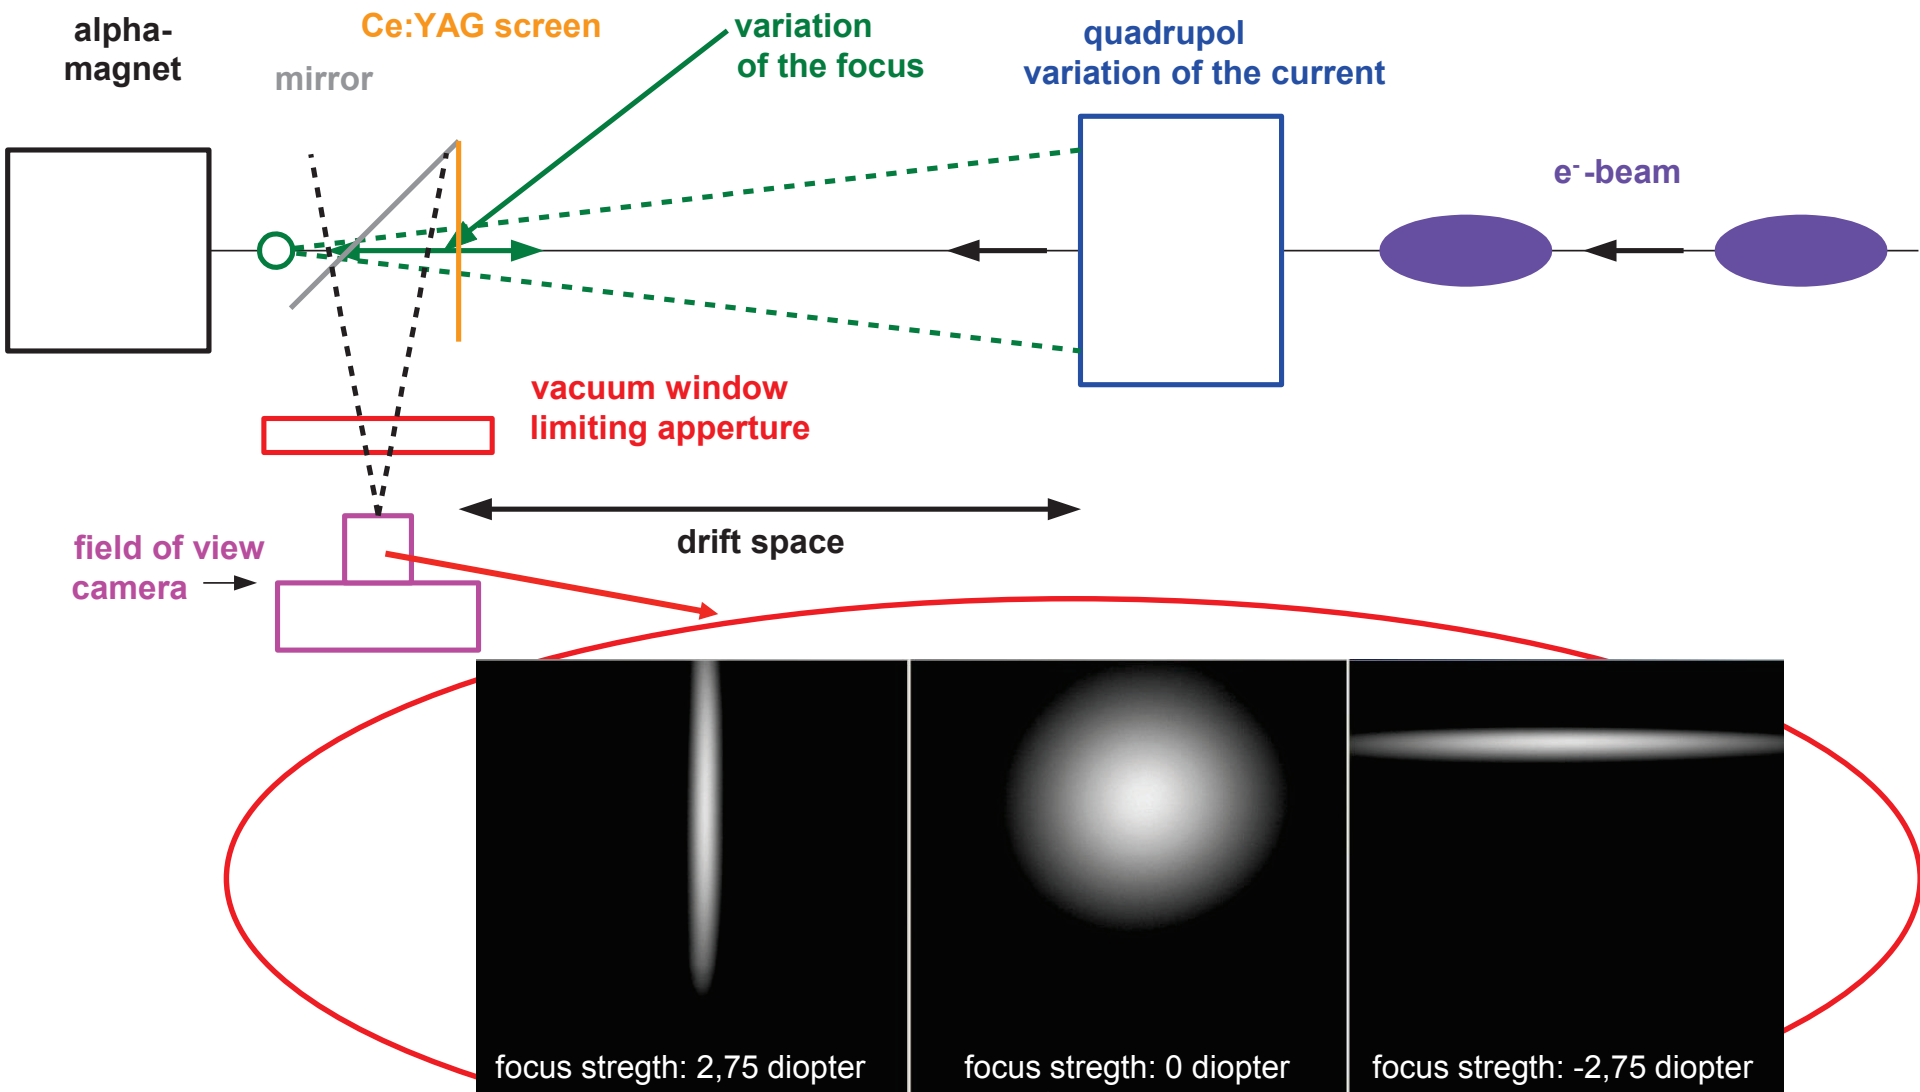 alpha-
magnet
mirror
Ce:YAG screen
variation
of the focus
quadrupol
variation of the current
e⁻-beam
vacuum window
limiting apperture
drift space
field of view
camera
focus stregth: 2,75 diopter
focus stregth: 0 diopter
focus stregth: -2,75 diopter